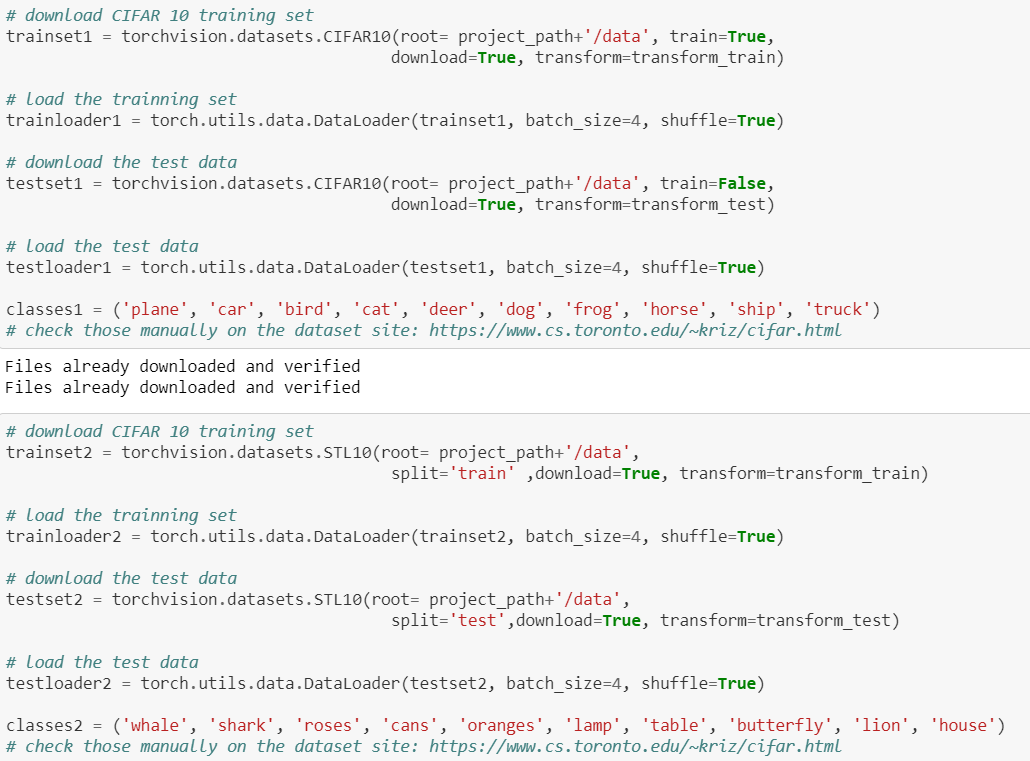 # download CIFAR 10 training set
trainset1 = torchvision.datasets.CIFAR10(root= project_path+'/data', train=True,
download=True, transform=transform_train)
# load the trainning set
trainloader1 = torch.utils.data.DataLoader(trainset1, batch_size=4, shuffle=True)
# download the test data
testset1 = torchvision.datasets.CIFAR10(root= project_path+'/data', train=False,
download=True, transform=transform_test)
# load the test data
testloader1 = torch.utils.data.DataLoader(testset1, batch_size=4, shuffle=True)
classes1 = ('plane', 'car', 'bird', 'cat', 'deer', 'dog', 'frog', 'horse', 'ship', 'truck')
# check those manually on the dataset site: https://www.cs.toronto.edu/~kriz/cifar.html
Files already downloaded and verified
Files already downloaded and verified
# download CIFAR 10 training set
trainset2 = torchvision.datasets.STL10(root= project_path+'/data',
split='train' ,download=True, transform=transform_train)
# load the trainning set
trainloader2 = torch.utils.data.DataLoader(trainset2, batch_size=4, shuffle=True)
# download the test data
testset2 = torchvision.datasets.STL10(root= project_path+'/data',
split='test',download=True, transform=transform_test)
# load the test data
testloader2 = torch.utils.data.DataLoader(testset2, batch_size=4, shuffle=True)
classes2 = ('whale', 'shark', 'roses', 'cans', 'oranges', 'lamp', 'table', 'butterfly', 'lion', 'house')
# check those manually on the dataset site: https://www.cs.toronto.edu/~kriz/cifar.html